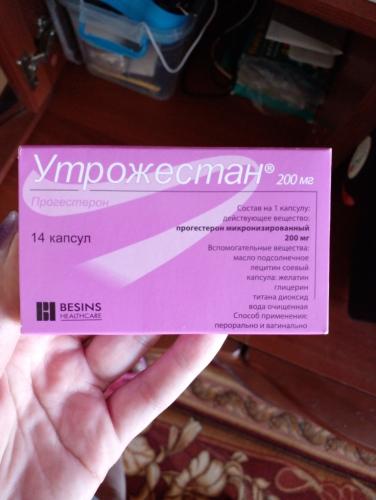 Утрожестан® 200 мг
Прогестерон
14 капсул
Состав на 1 капсулу:
действующее вещество:
прогестерон микронизированный
200 мг
Вспомогательные вещества:
масло подсолнечное
лецитин соевый
капсула: желатин
глицерин
титана диоксид
вода очищенная
Способ применения:
перорально и вагинально
BESINS
HEALTHCARE